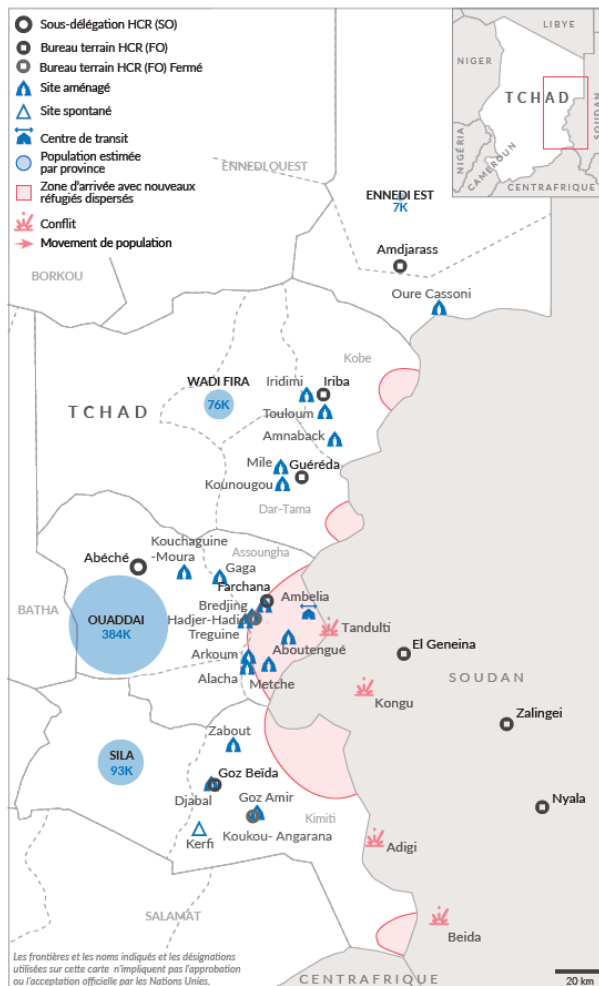 Sous-délégation HCR (SO)
Bureau terrain HCR (FO)
Bureau terrain HCR (FO) Fermé
Site aménagé
Site spontané
Centre de transit
Population estimée
par province
Zone d'arrivée avec nouveaux
réfugiés dispersés
Conflit
Movement de population
LIBYE
NIGER
TCHAD
SOUDAN
NIGÉRIA
CAMEROUN
CENTRAFRIQUE
ENNEDI OUEST
ENNEDI EST
7K
Amdjarass
BORKOU
Oure Cassoni
Kobe
WADI FIRA
76K
Iridimi
Iriba
TCHAD
Touloum
Amnaback
Mile
Guéréda
Kounougou
Dar-Tama
Kouchaguine
-Moura
Assoungha
Abéché
Gaga
Farchana
Ambelia
BATHA
OUADDAI
384K
Bredjing
Hadjer-Hadid
Treguine
Tandulti
Aboutengué
El Geneina
Arkoum
Alacha
Metche
SOUDAN
Kongu
Zalingei
Zabout
SILA
93K
Goz Beïda
Djabal
Goz Amir
Nyala
Kimiti
Kerfi
Koukou- Angarana
Adigi
SALAMAT
Beida
Les frontières et les noms indiqués et les désignations
utilisées sur cette carte n'impliquent pas l'approbation
ou l'acceptation officielle par les Nations Unies.
CENTRAFRIQUE
20 km